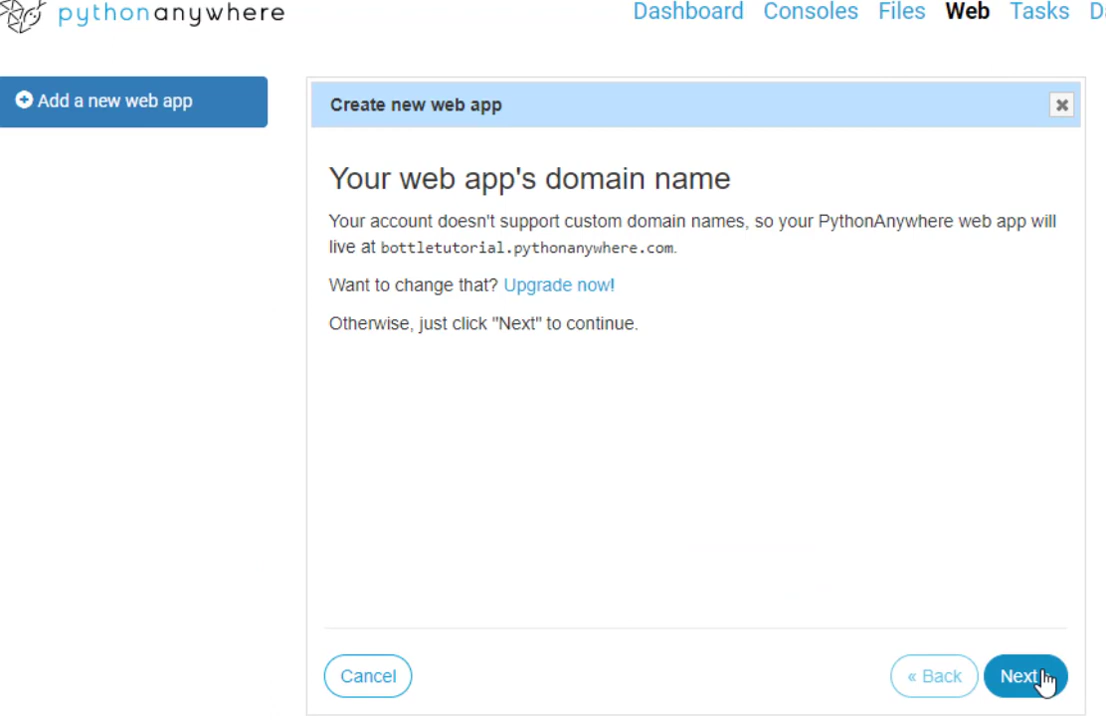 pythonanywhere
Dashboard Consoles Files Web Tasks
Add a new web app
Create new web app
Your web app's domain name
Your account doesn't support custom domain names, so your PythonAnywhere web app will
live at bottletutorial.pythonanywhere.com.
Want to change that? Upgrade now!
Otherwise, just click "Next" to continue.
Cancel
« Back
Next